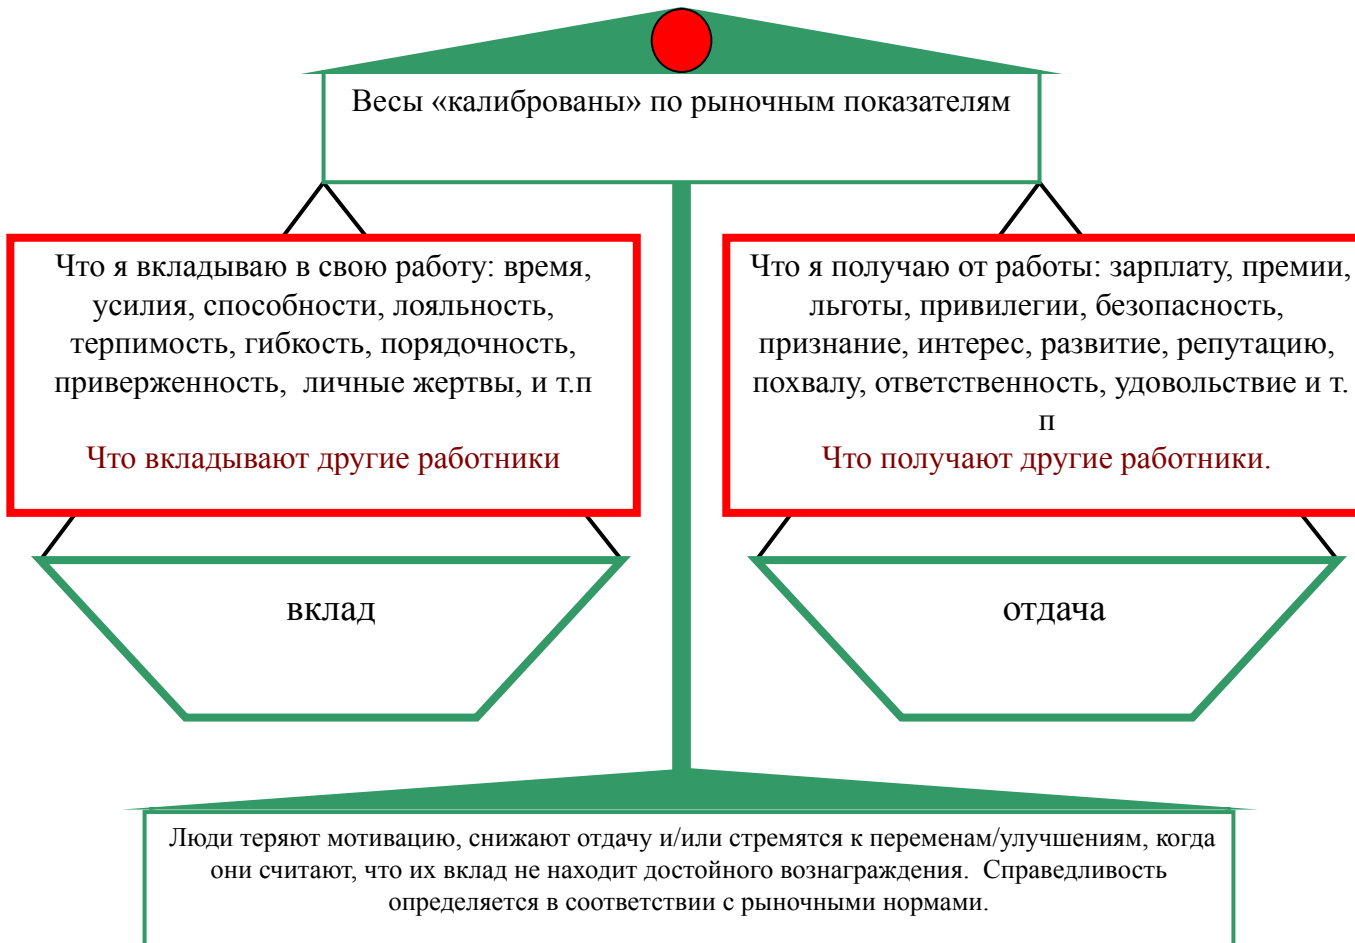 Весы «калиброваны» по рыночным показателям
Что я вкладываю в свою работу: время,
усилия, способности, лояльность,
терпимость, гибкость, порядочность,
приверженность,  личные жертвы, и т.п
Что вкладывают другие работники
Что я получаю от работы: зарплату, премии,
льготы, привилегии, безопасность,
признание, интерес, развитие, репутацию,
похвалу, ответственность, удовольствие и т.
п
Что получают другие работники.
вклад
отдача
Люди теряют мотивацию, снижают отдачу и/или стремятся к переменам/улучшениям, когда
они считают, что их вклад не находит достойного вознаграждения.  Справедливость
определяется в соответствии с рыночными нормами.